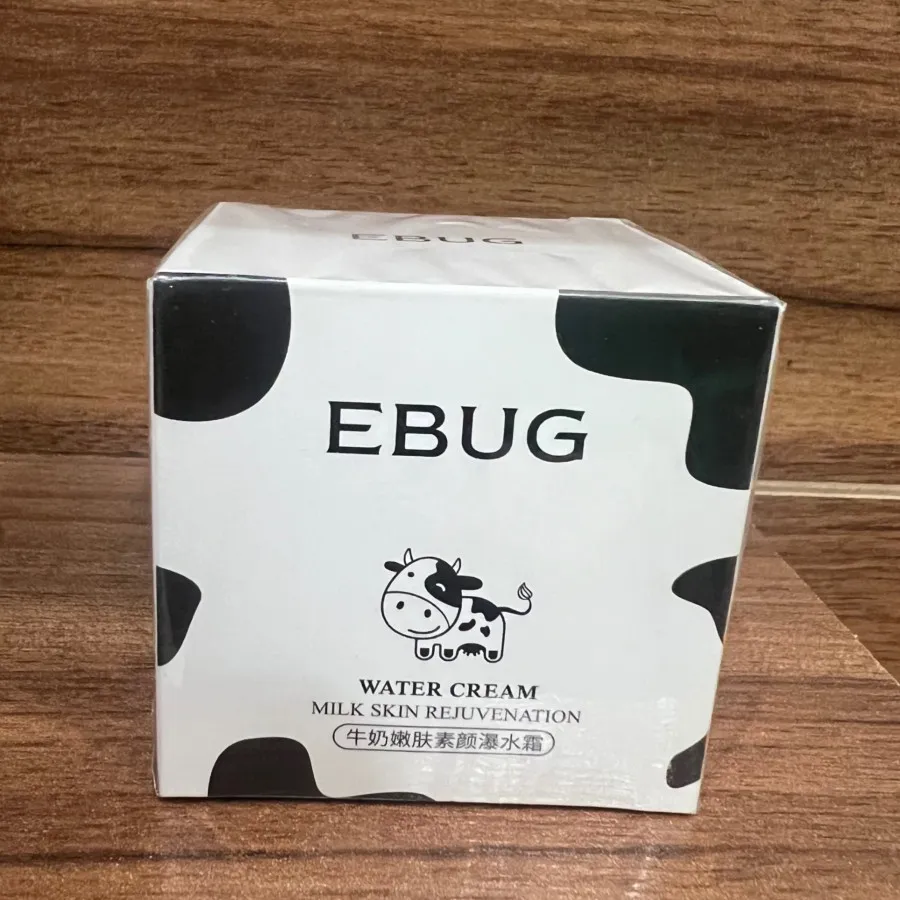 EBUG
EBUG
WATER CREAM
MILK SKIN REJUVENATION
牛奶嫩肤素颜瀑水霜